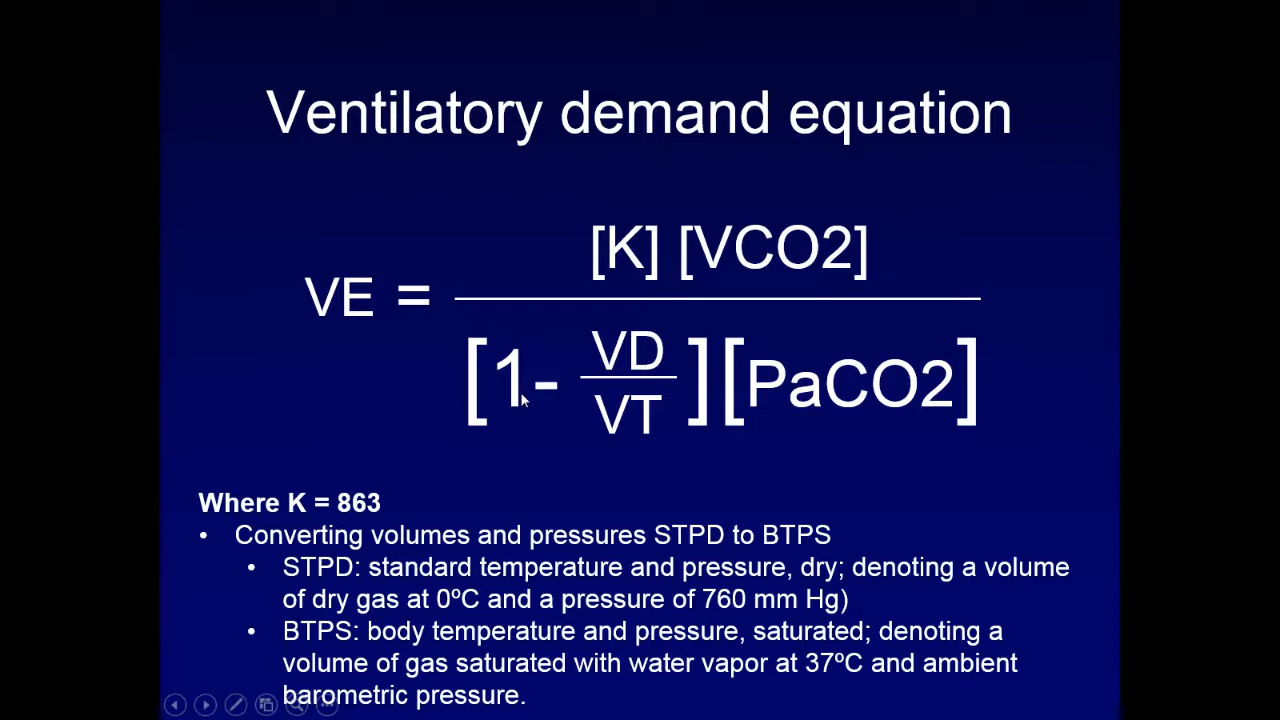 Ventilatory demand equation
[K] [VCO2]
VE =
[1- VD ] [PaCO2]
VT
Where K = 863
• Converting volumes and pressures STPD to BTPS
• STPD: standard temperature and pressure, dry; denoting a volume
of dry gas at 0ºC and a pressure of 760 mm Hg)
• BTPS: body temperature and pressure, saturated; denoting a
volume of gas saturated with water vapor at 37ºC and ambient
barometric pressure.